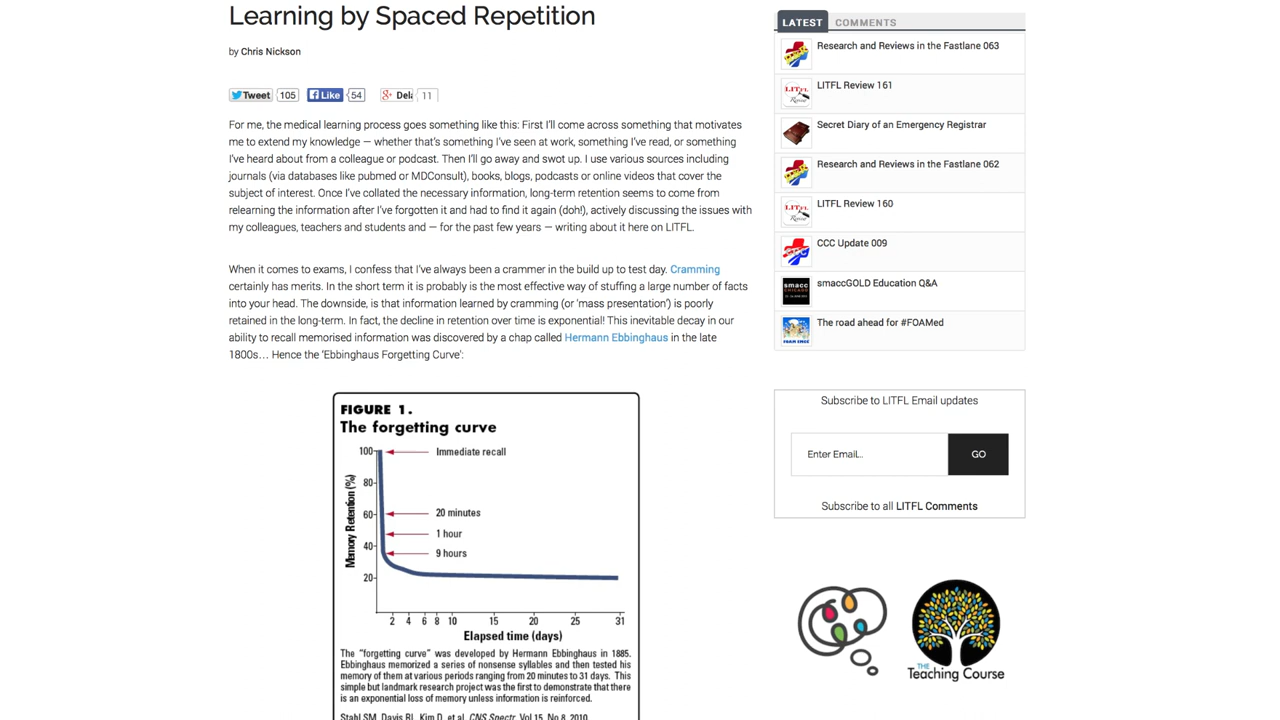 Learning by Spaced Repetition
by Chris Nickson
Tweet 105 Like 54 Dela 11
For me, the medical learning process goes something like this: First I'll come across something that motivates
me to extend my knowledge — whether that's something I've seen at work, something I've read, or something
I've heard about from a colleague or podcast. Then I'll go away and swot up. I use various sources including
journals (via databases like pubmed or MDConsult), books, blogs, podcasts or online videos that cover the
subject of interest. Once I've collated the necessary information, long-term retention seems to come from
relearning the information after I've forgotten it and had to find it again (doh!), actively discussing the issues with
my colleagues, teachers and students and — for the past few years — writing about it here on LITFL.
When it comes to exams, I confess that I've always been a crammer in the build up to test day. Cramming
certainly has merits. In the short term it is probably is the most effective way of stuffing a large number of facts
into your head. The downside, is that information learned by cramming (or 'mass presentation') is poorly
retained in the long-term. In fact, the decline in retention over time is exponential! This inevitable decay in our
ability to recall memorised information was discovered by a chap called Hermann Ebbinghaus in the late
1800s… Hence the 'Ebbinghaus Forgetting Curve':
FIGURE 1.
The forgetting curve
Memory Retention (%)
100 Immediate recall
80
60 20 minutes
1 hour
40 9 hours
20
2 4 6 8 10 15 20 25 31
Elapsed time (days)
The "forgetting curve" was developed by Hermann Ebbinghaus in 1885.
Ebbinghaus memorized a series of nonsense syllables and then tested his
memory of them at various periods ranging from 20 minutes to 31 days. This
simple but landmark research project was the first to demonstrate that there
is an exponential loss of memory unless information is reinforced.
Stahl SM, Davis RL, Kim D, et al. CNS Spectr. Vol 15, No 8. 2010.
LATEST COMMENTS
Research and Reviews in the Fastlane 063
LITFL Review 161
Secret Diary of an Emergency Registrar
Research and Reviews in the Fastlane 062
LITFL Review 160
CCC Update 009
smaccGOLD Education Q&A
The road ahead for #FOAMed
Subscribe to LITFL Email updates
Enter Email... GO
Subscribe to all LITFL Comments
THE
Teaching Course